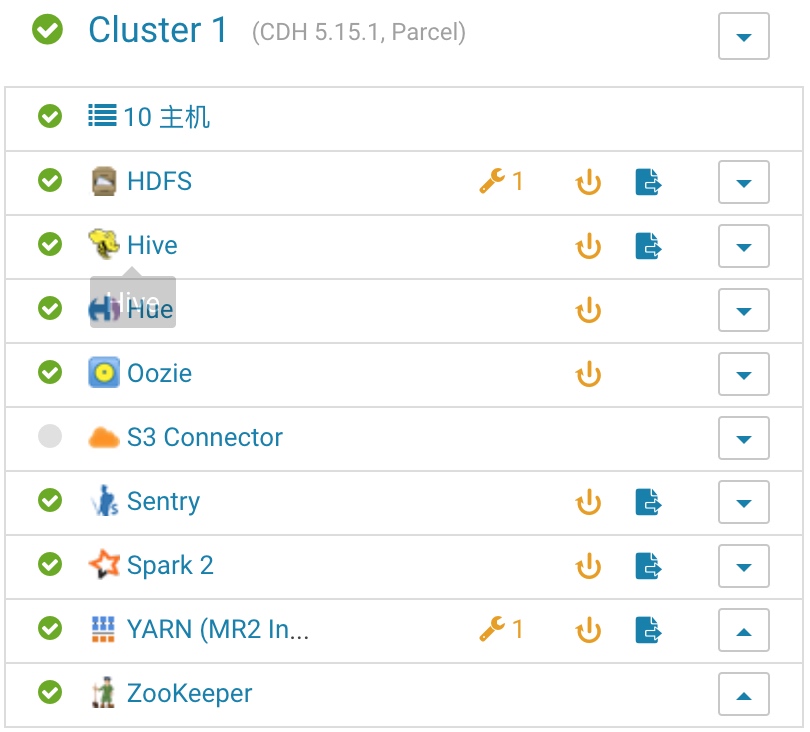 Cluster 1 (CDH 5.15.1, Parcel)
10 主机
HDFS 1
Hive
Hive
Hue
Oozie
S3 Connector
Sentry
Spark 2
YARN (MR2 In... 1
ZooKeeper